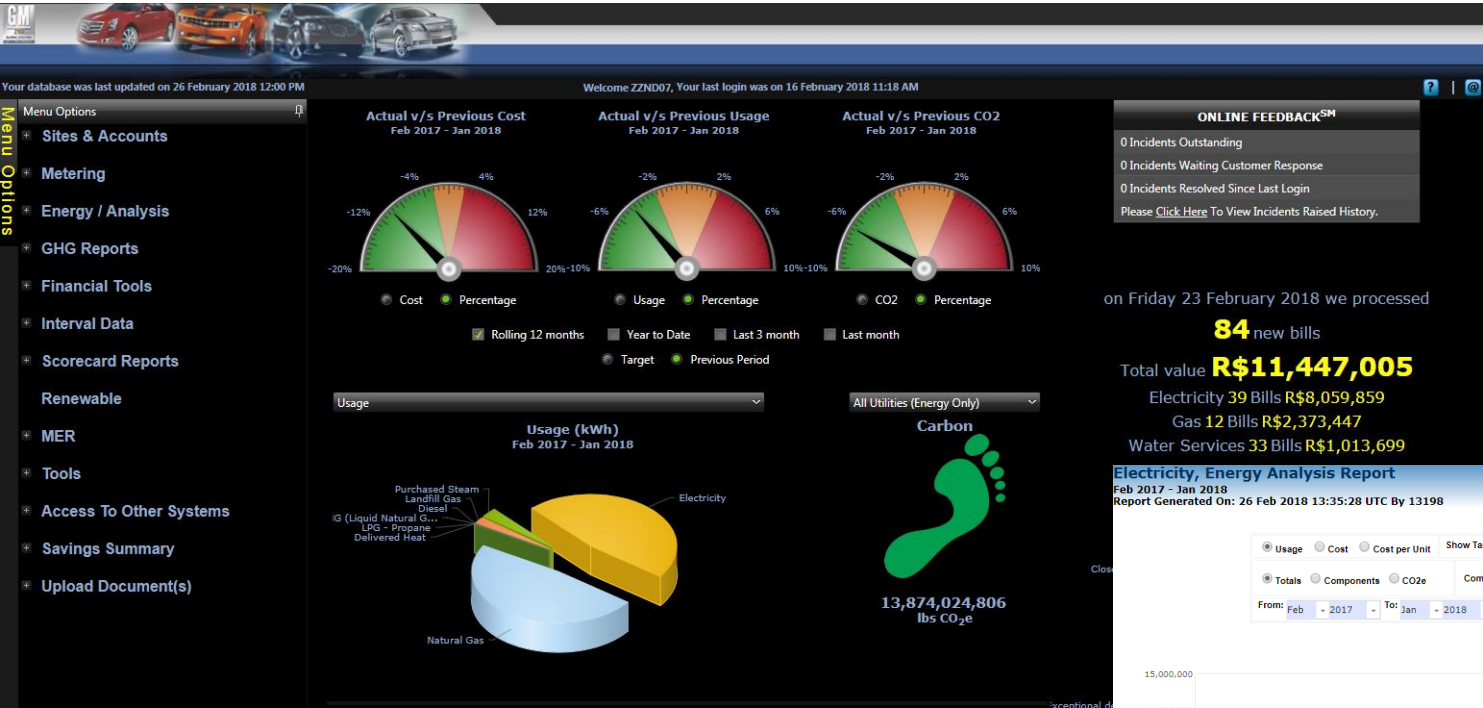 GM
Your database was last updated on 26 February 2018 12:00 PM
Welcome ZZND07, Your last login was on 16 February 2018 11:18 AM
? | @
Menu Options
Menu Options
Sites & Accounts
Metering
Energy / Analysis
GHG Reports
Financial Tools
Interval Data
Scorecard Reports
Renewable
MER
Tools
Access To Other Systems
Savings Summary
Upload Document(s)
Actual v/s Previous Cost
Feb 2017 - Jan 2018
-20%
-12%
-4%
4%
12%
20%
Cost Percentage
Actual v/s Previous Usage
Feb 2017 - Jan 2018
-10%
-6%
-2%
2%
6%
10%
Usage Percentage
Actual v/s Previous CO2
Feb 2017 - Jan 2018
-10%
-6%
-2%
2%
6%
10%
CO2 Percentage
Rolling 12 months Year to Date Last 3 month Last month
Target Previous Period
Usage
Usage (kWh)
Feb 2017 - Jan 2018
Purchased Steam
Landfill Gas
Diesel
G (Liquid Natural G...
LPG - Propane
Delivered Heat
Electricity
Natural Gas
All Utilities (Energy Only)
Carbon
13,874,024,806
lbs CO2e
ONLINE FEEDBACKSM
0 Incidents Outstanding
0 Incidents Waiting Customer Response
0 Incidents Resolved Since Last Login
Please Click Here To View Incidents Raised History.
on Friday 23 February 2018 we processed
84 new bills
Total value R$11,447,005
Electricity 39 Bills R$8,059,859
Gas 12 Bills R$2,373,447
Water Services 33 Bills R$1,013,699
Electricity, Energy Analysis Report
Feb 2017 - Jan 2018
Report Generated On: 26 Feb 2018 13:35:28 UTC By 13198
Usage Cost Cost per Unit Show Ta
Totals Components CO2e Com
From: Feb 2017 To: Jan 2018
15,000,000
Close
xceptional de